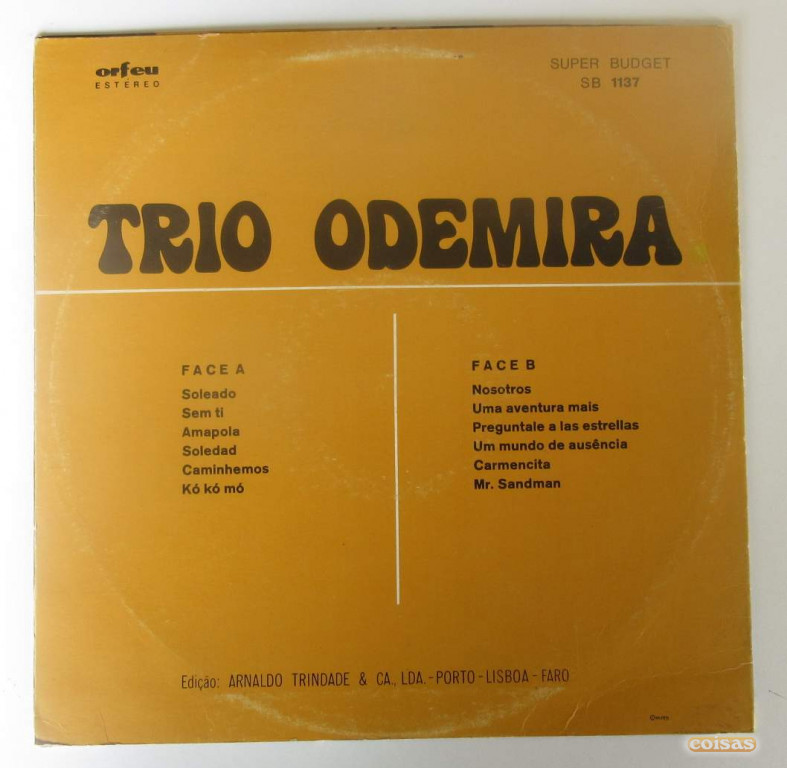 orfeu
ESTÉREO
SUPER BUDGET
SB 1137
TRIO ODEMIRA
FACE A
Soleado
Sem ti
Amapola
Soledad
Caminhemos
Kó kó mó
FACE B
Nosotros
Uma aventura mais
Preguntale a las estrellas
Um mundo de ausência
Carmencita
Mr. Sandman
Edição: ARNALDO TRINDADE & CA., LDA.-PORTO-LISBOA-FARO
coisas